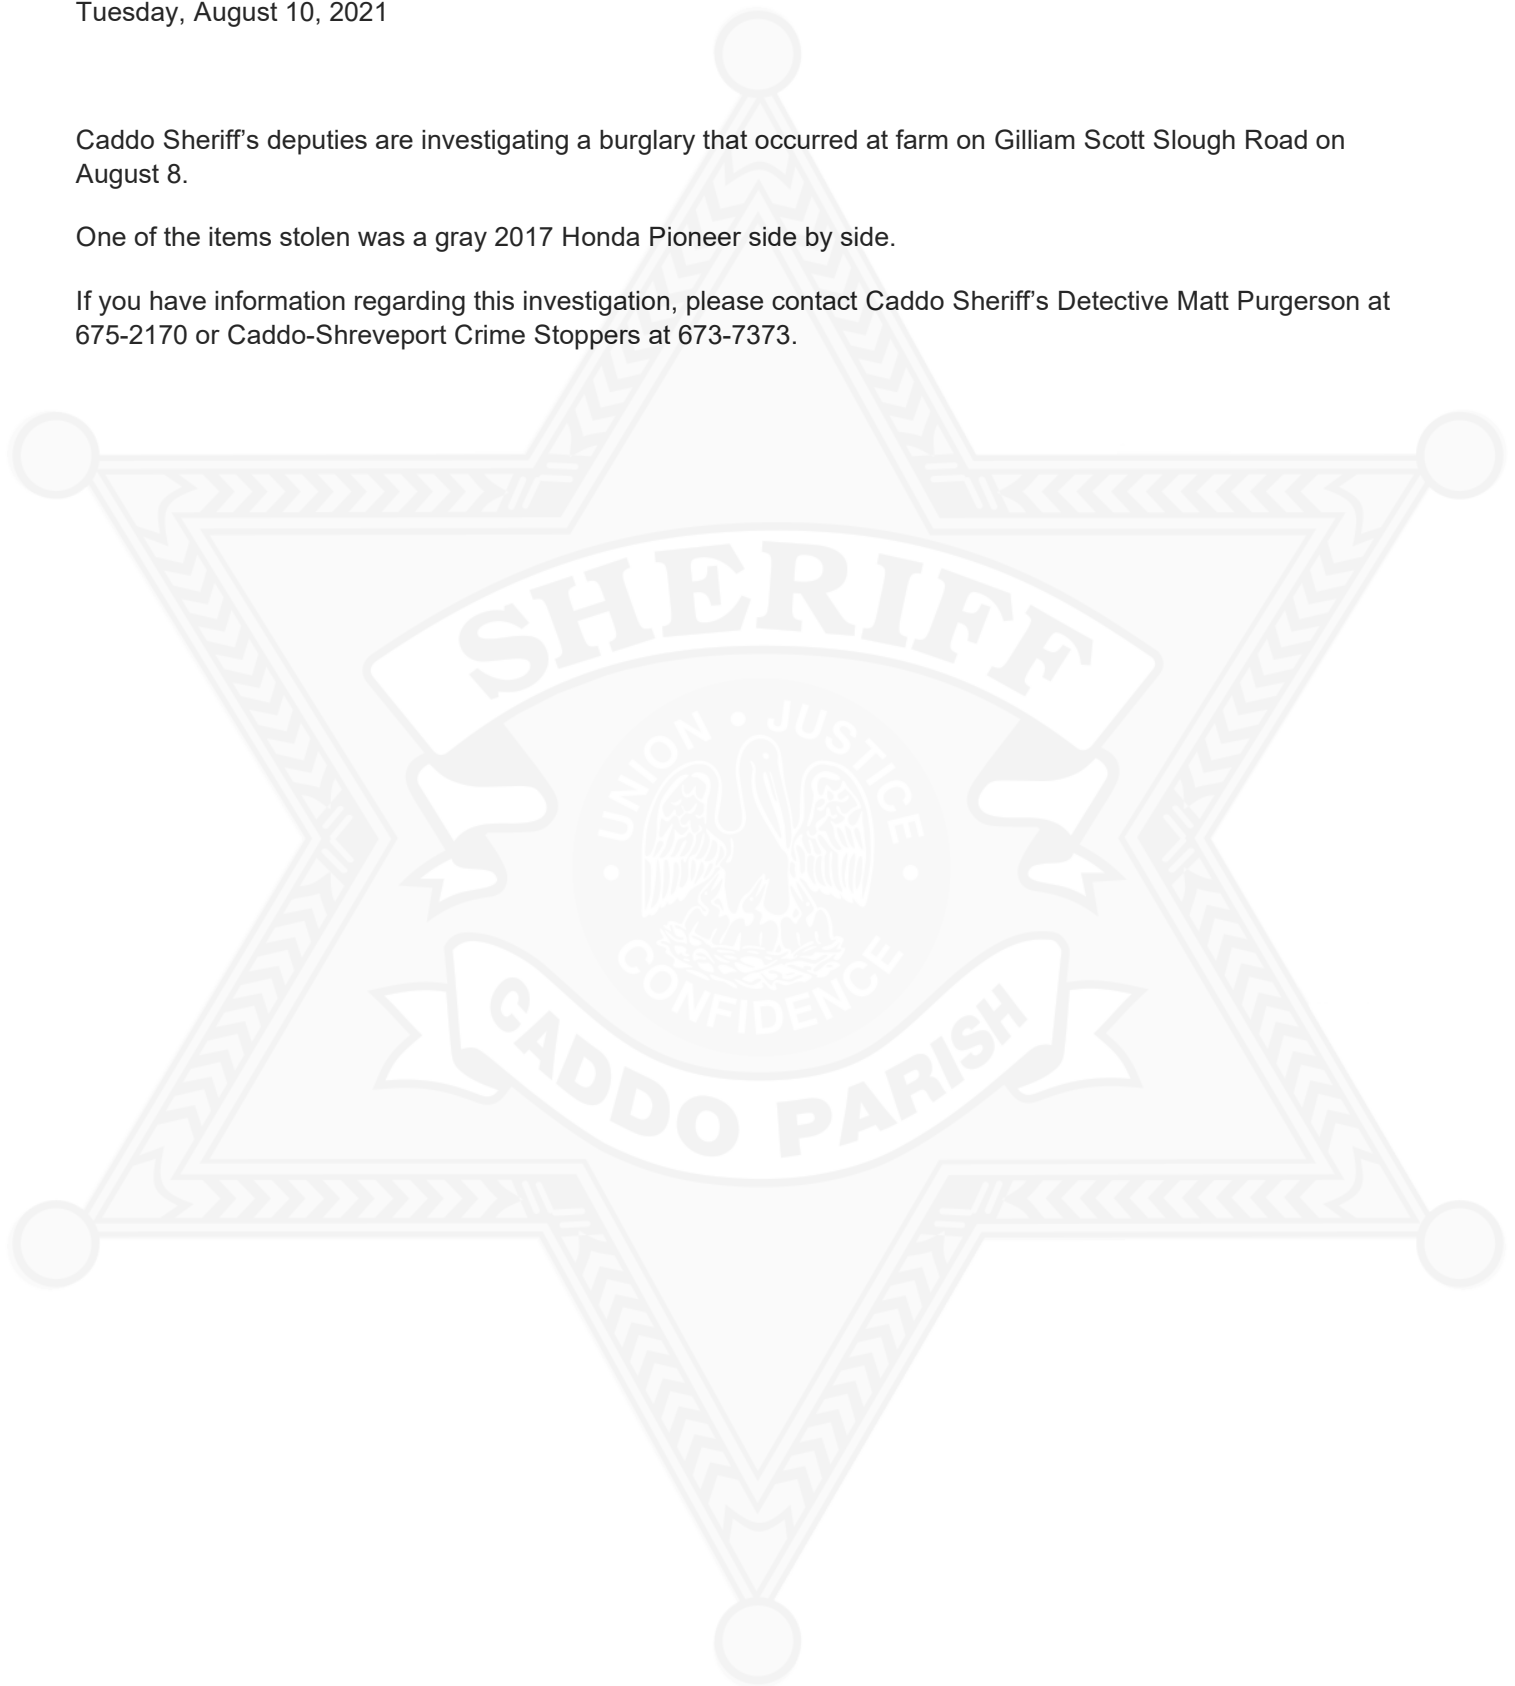 Tuesday, August 10, 2021
Caddo Sheriff’s deputies are investigating a burglary that occurred at farm on Gilliam Scott Slough Road on
August 8.
One of the items stolen was a gray 2017 Honda Pioneer side by side.
If you have information regarding this investigation, please contact Caddo Sheriff’s Detective Matt Purgerson at
675-2170 or Caddo-Shreveport Crime Stoppers at 673-7373.
SHERIFF
UNION • JUSTICE
• CONFIDENCE •
CADDO PARISH